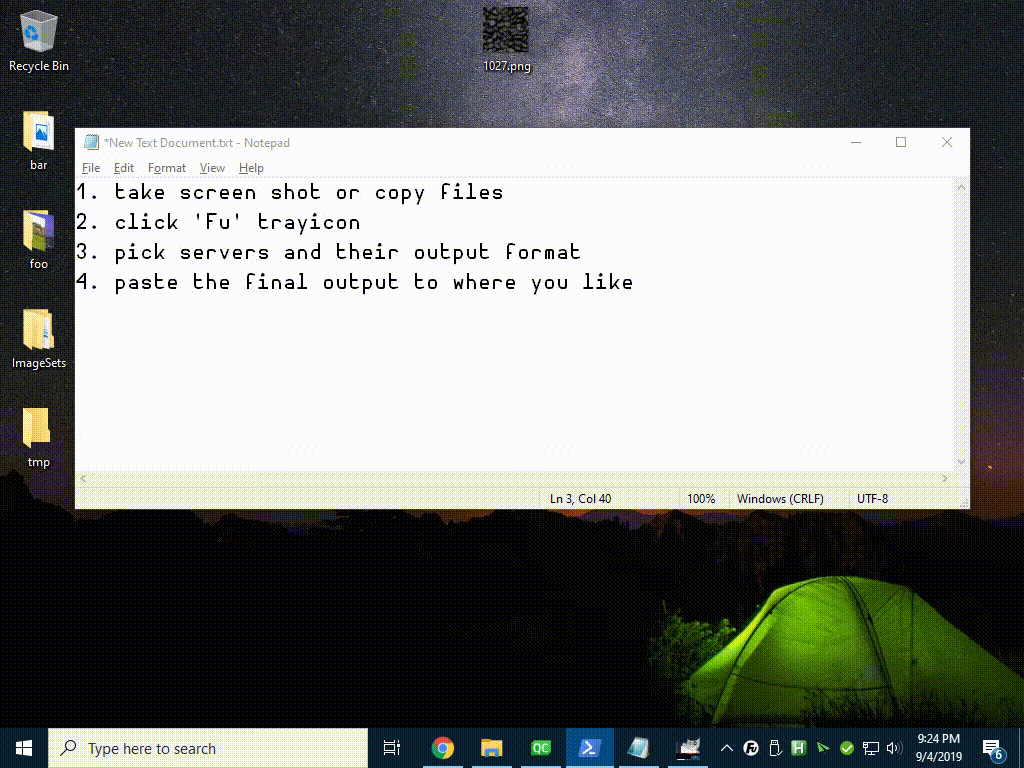 Recycle Bin
1027.png
bar
foo
ImageSets
tmp
*New Text Document.txt - Notepad
File Edit Format View Help
1. take screen shot or copy files
2. click 'Fu' trayicon
3. pick servers and their output format
4. paste the final output to where you like
Ln 3, Col 40 100% Windows (CRLF) UTF-8
Type here to search
QC
H
9:24 PM
9/4/2019
6